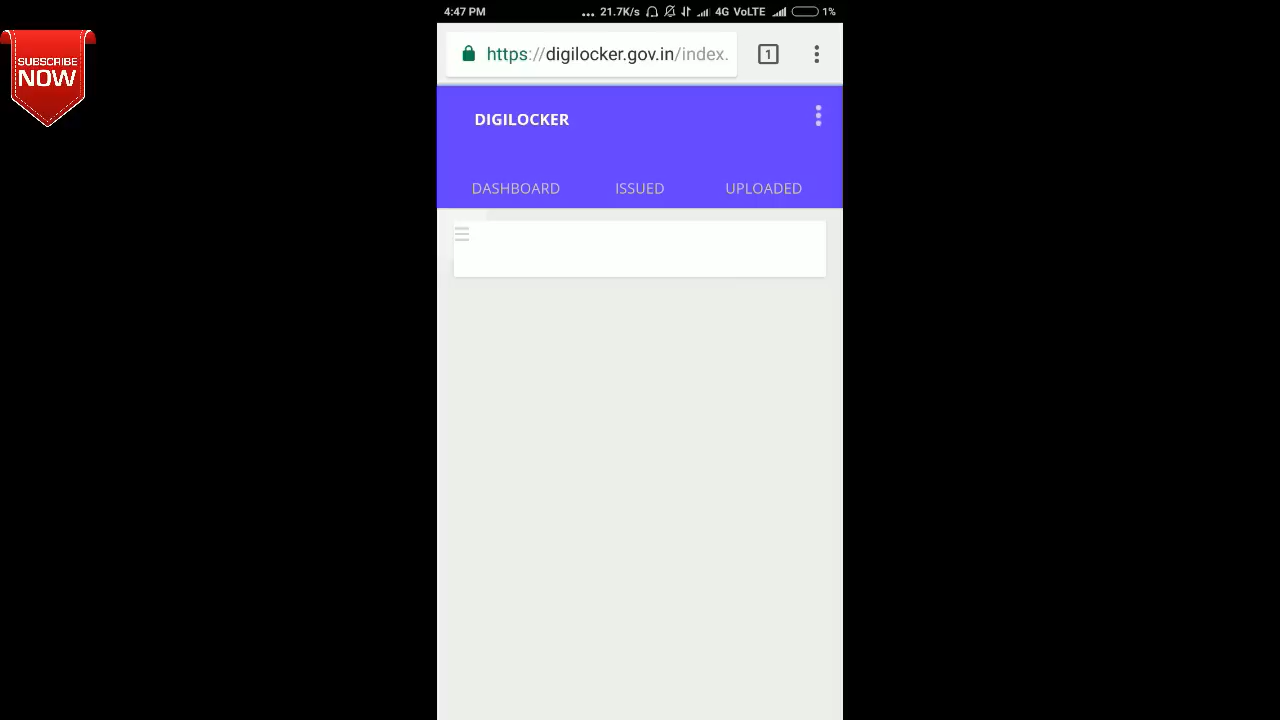 SUBSCRIBE
NOW
4:47 PM ... 21.7K/s 4G VoLTE 1%
https://digilocker.gov.in/index. 1
DIGILOCKER
DASHBOARD ISSUED UPLOADED